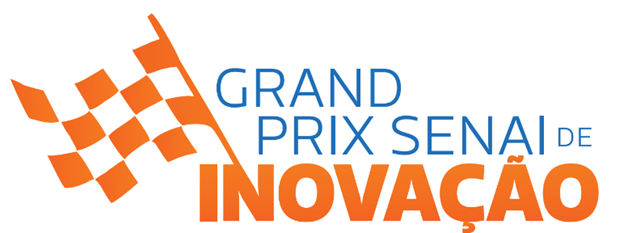 GRAND
PRIX SENAI DE
INOVAÇÃO